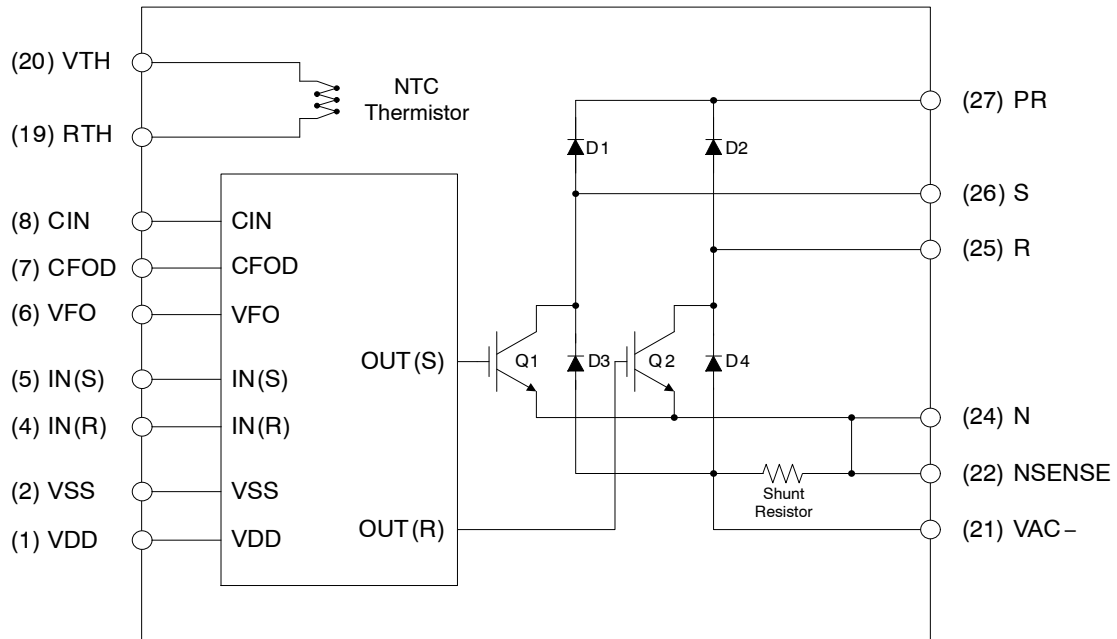 (20) VTH
(19) RTH
(8) CIN
(7) CFOD
(6) VFO
(5) IN(S)
(4) IN(R)
(2) VSS
(1) VDD
NTC
Thermistor
CIN
CFOD
VFO
IN(S)
IN(R)
VSS
VDD
OUT(S)
OUT(R)
D1
D2
Q1
D3
Q2
D4
Shunt
Resistor
(27) PR
(26) S
(25) R
(24) N
(22) NSENSE
(21) VAC−